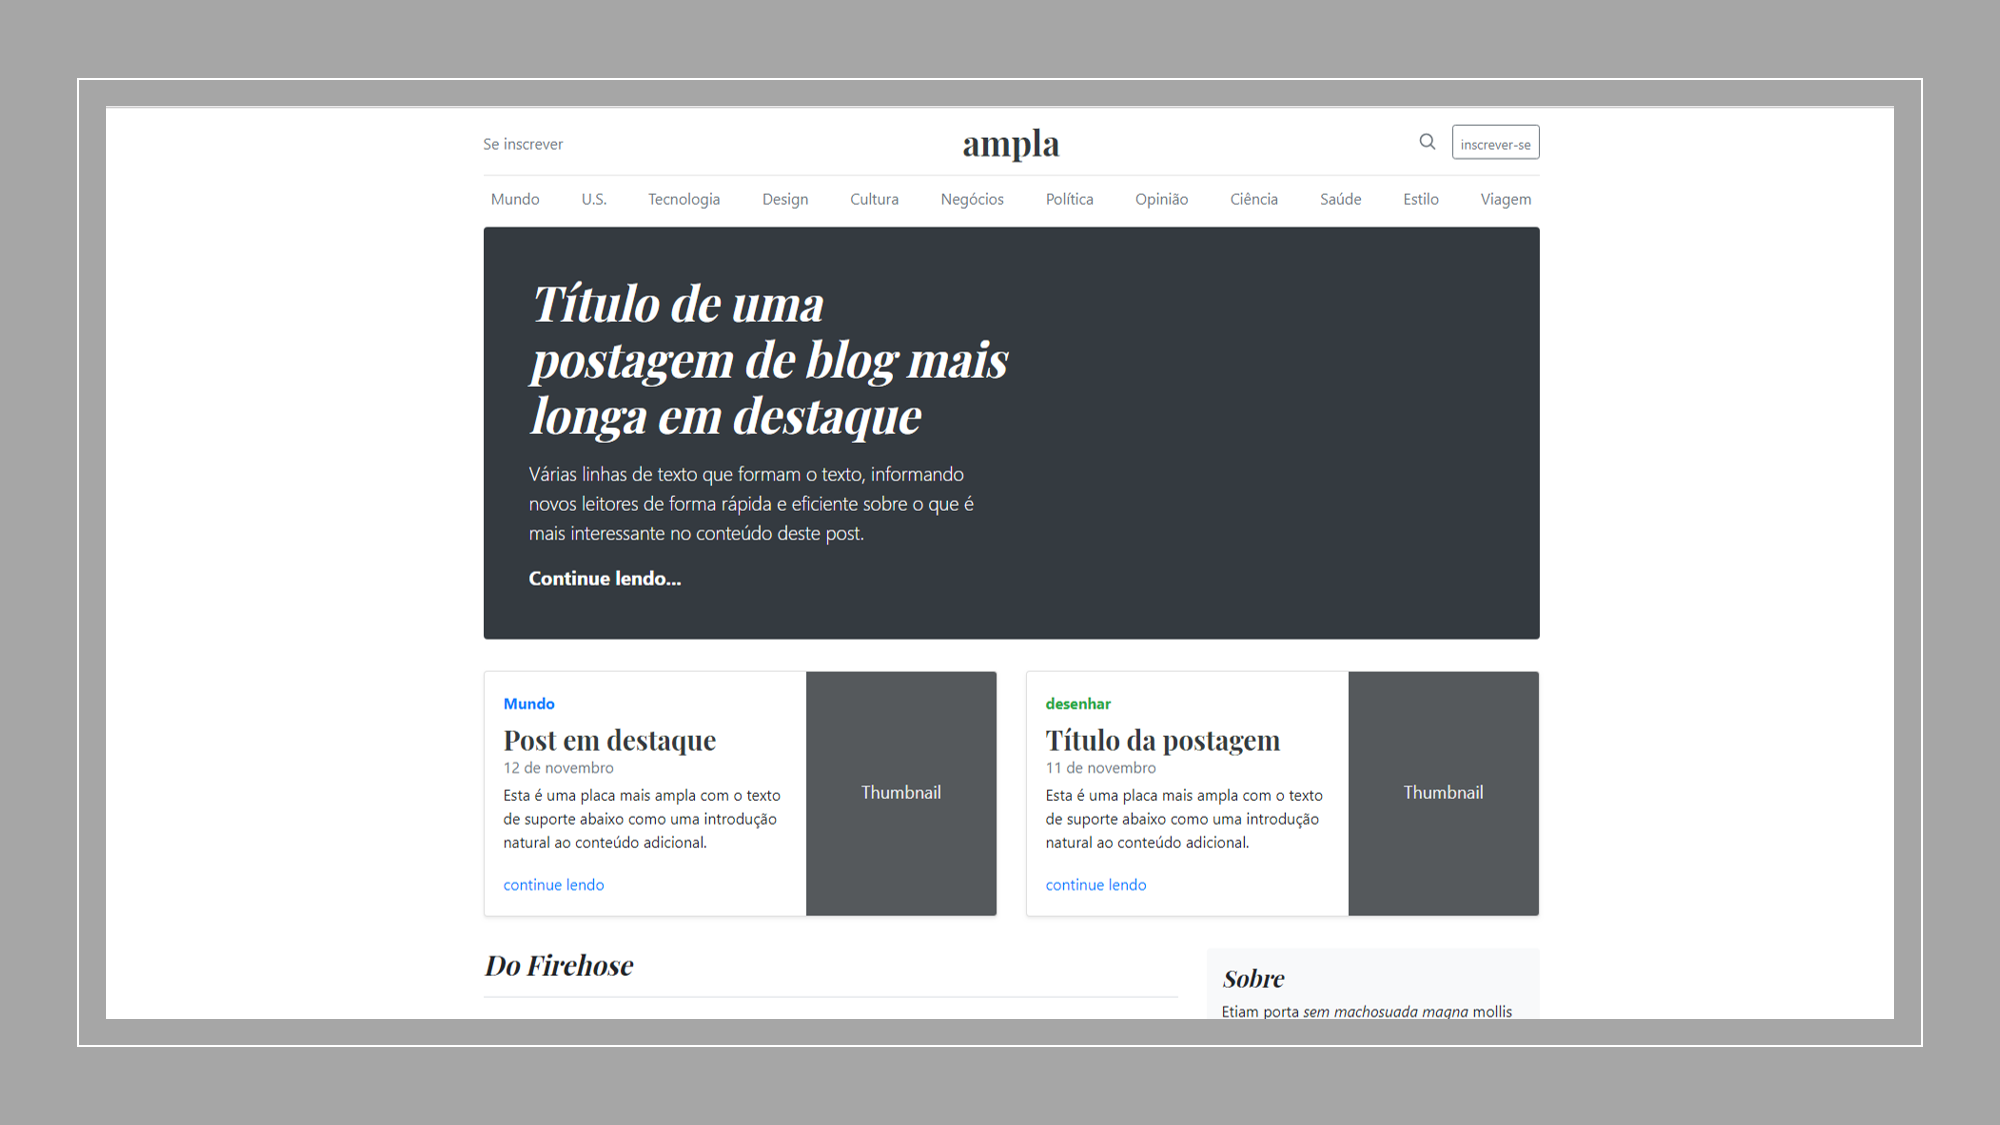 Se inscrever
ampla
inscrever-se
Mundo U.S. Tecnologia Design Cultura Negócios Política Opinião Ciência Saúde Estilo Viagem
Título de uma
postagem de blog mais
longa em destaque
Várias linhas de texto que formam o texto, informando
novos leitores de forma rápida e eficiente sobre o que é
mais interessante no conteúdo deste post.
Continue lendo...
Mundo
Post em destaque
12 de novembro
Esta é uma placa mais ampla com o texto
de suporte abaixo como uma introdução
natural ao conteúdo adicional.
continue lendo
Thumbnail
desenhar
Título da postagem
11 de novembro
Esta é uma placa mais ampla com o texto
de suporte abaixo como uma introdução
natural ao conteúdo adicional.
continue lendo
Thumbnail
Do Firehose
Sobre
Etiam porta sem machosuada magna mollis